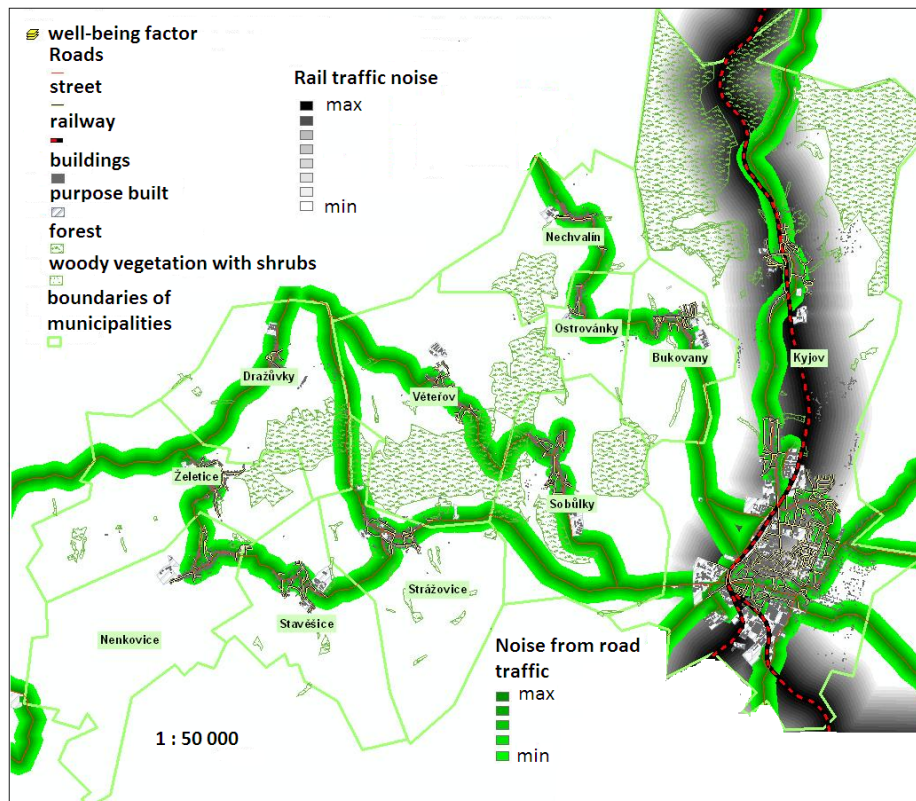 well-being factor
Roads
street
railway
buildings
purpose built
forest
woody vegetation with shrubs
boundaries of
municipalities
Rail traffic noise
max
min
Nechvalín
Ostrovánky
Bukovany
Kyjov
Dražůvky
Věteřov
Želetice
Sobůlky
Strážovice
Stavěšice
Nenkovice
Noise from road
traffic
max
min
1 : 50 000